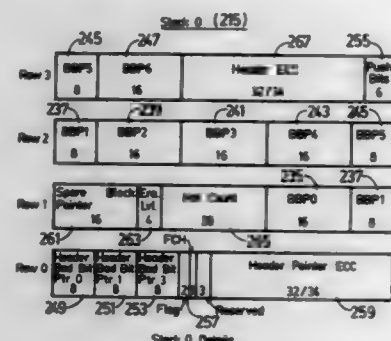 Stack 0 (215)
245 247 267 255
Row 3 BBP5 BBP6 Header ECC Push Bits
8 16 32/34 6
237 239 241 243 245
Row 2 BBP1 BBP2 BBP3 BBP4 BBP5
8 16 16 16 8
235 237
Row 1 Spare Block Pointer Era Lvl Hot Count BBP0 BBP1
16 4 20 16 8
261 263 FCH 265
Row 0 Header Bad Bit Ptr 0 Header Bad Bit Ptr 1 Header Bad Bit Ptr 3 Header Pointer ECC
8 8 8 32/34
Flag Reserved
249 251 253 257 259
Stack 0 Details